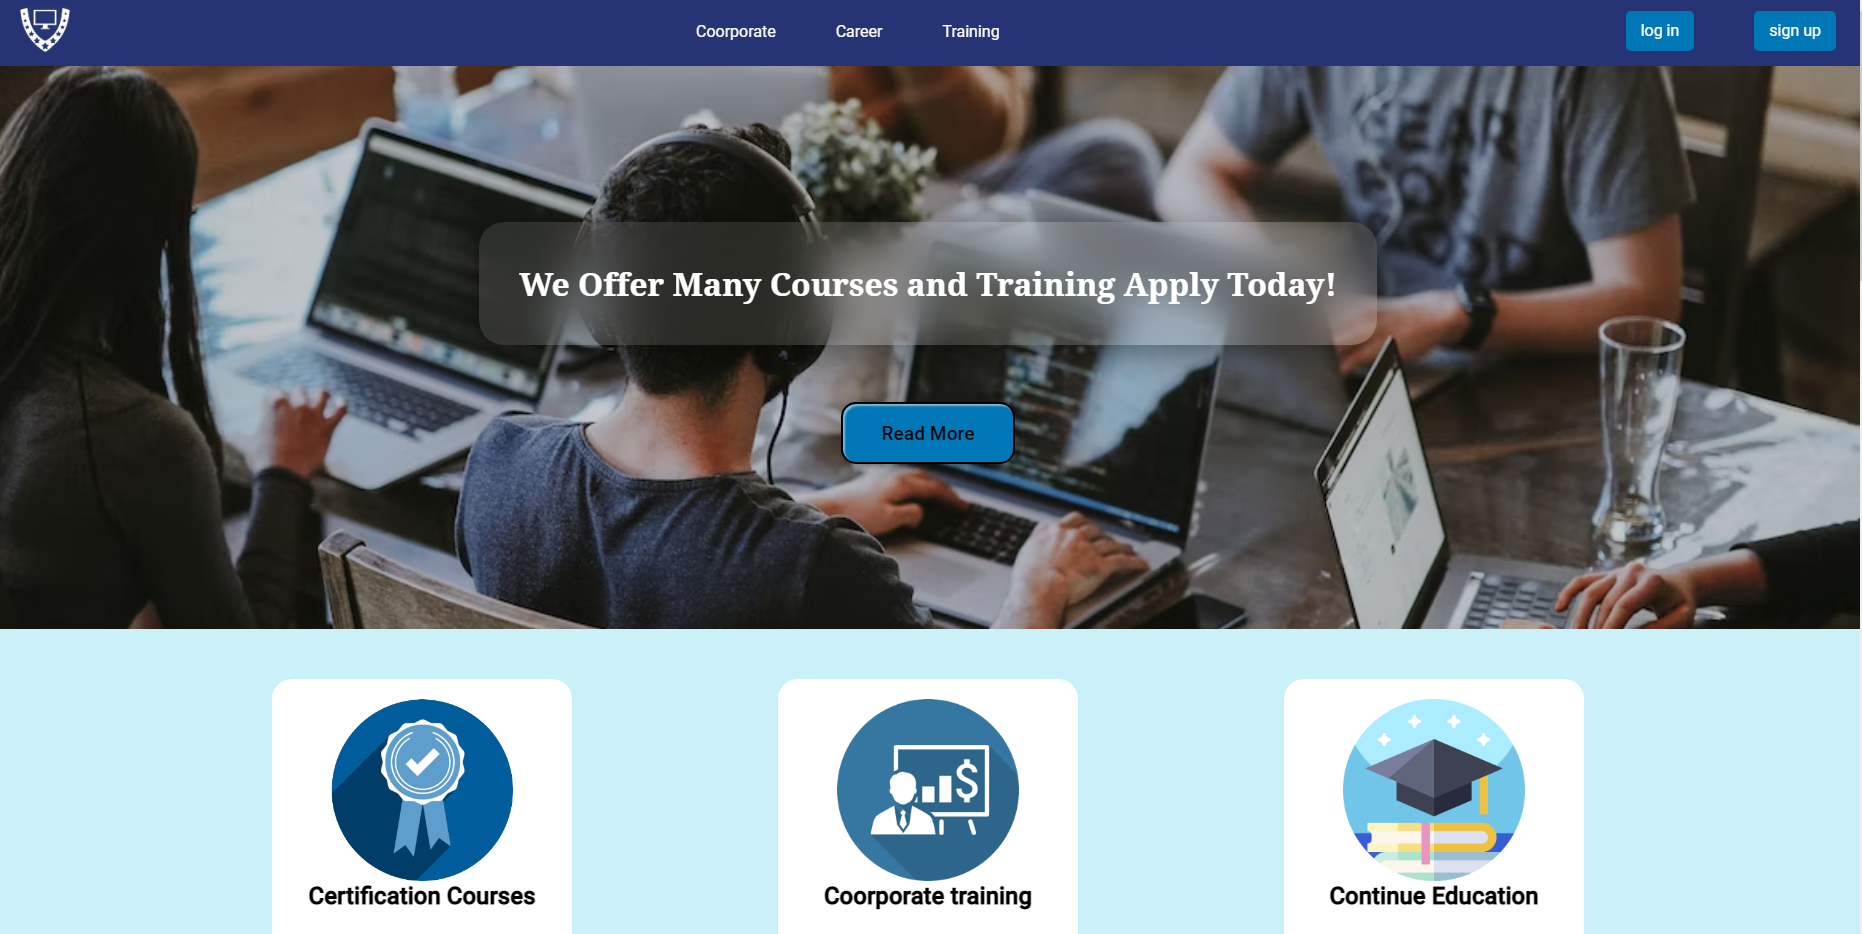 Coorporate Career Training log in sign up
We Offer Many Courses and Training Apply Today!
Read More
Certification Courses
Coorporate training
Continue Education